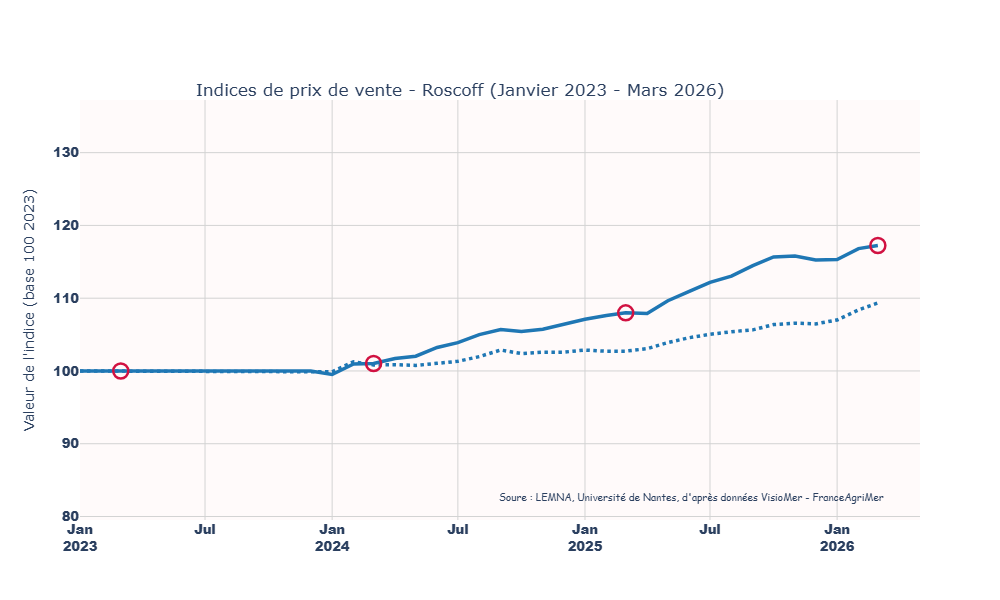 Indices de prix de vente - Roscoff (Janvier 2023 - Mars 2026)
Valeur de l'indice (base 100 2023)
130
120
110
100
90
80
Soure : LEMNA, Université de Nantes, d'après données VisioMer - FranceAgriMer
Jan
2023
Jul
Jan
2024
Jul
Jan
2025
Jul
Jan
2026